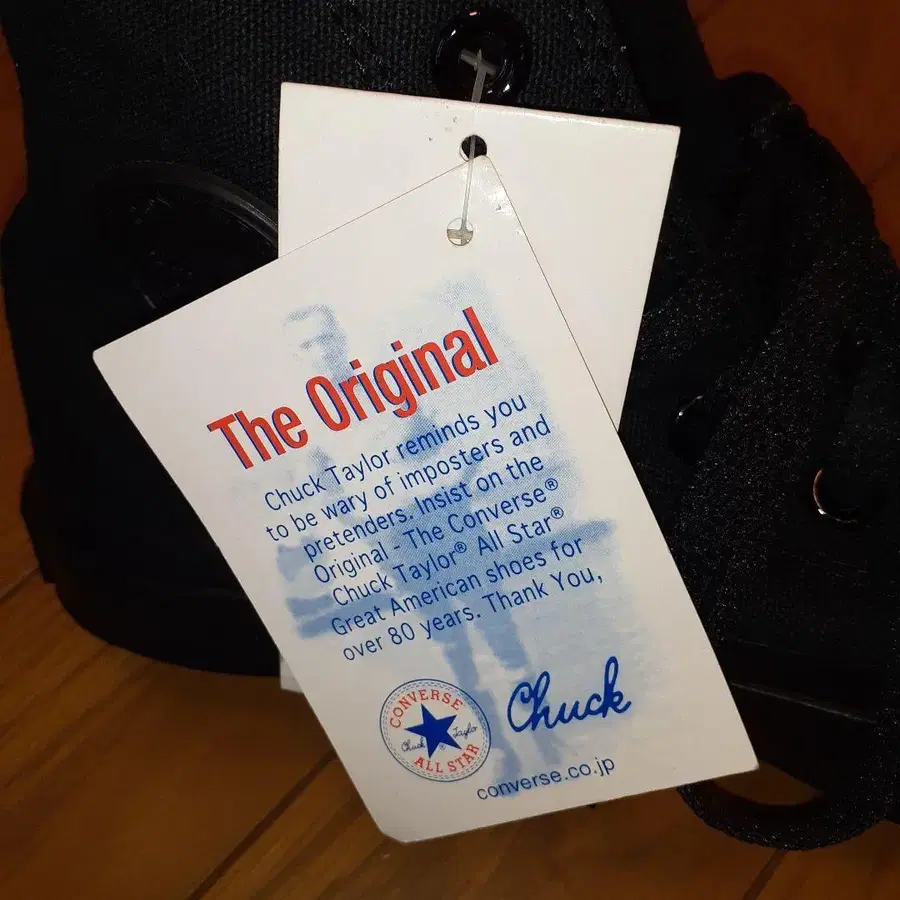 The Original
Chuck Taylor reminds you
to be wary of imposters and
pretenders. Insist on the
Original - The Converse®
Chuck Taylor® All Star®
Great American shoes for
over 80 years. Thank You,
Chuck
CONVERSE
Chuck Taylor
®
ALL STAR
converse.co.jp